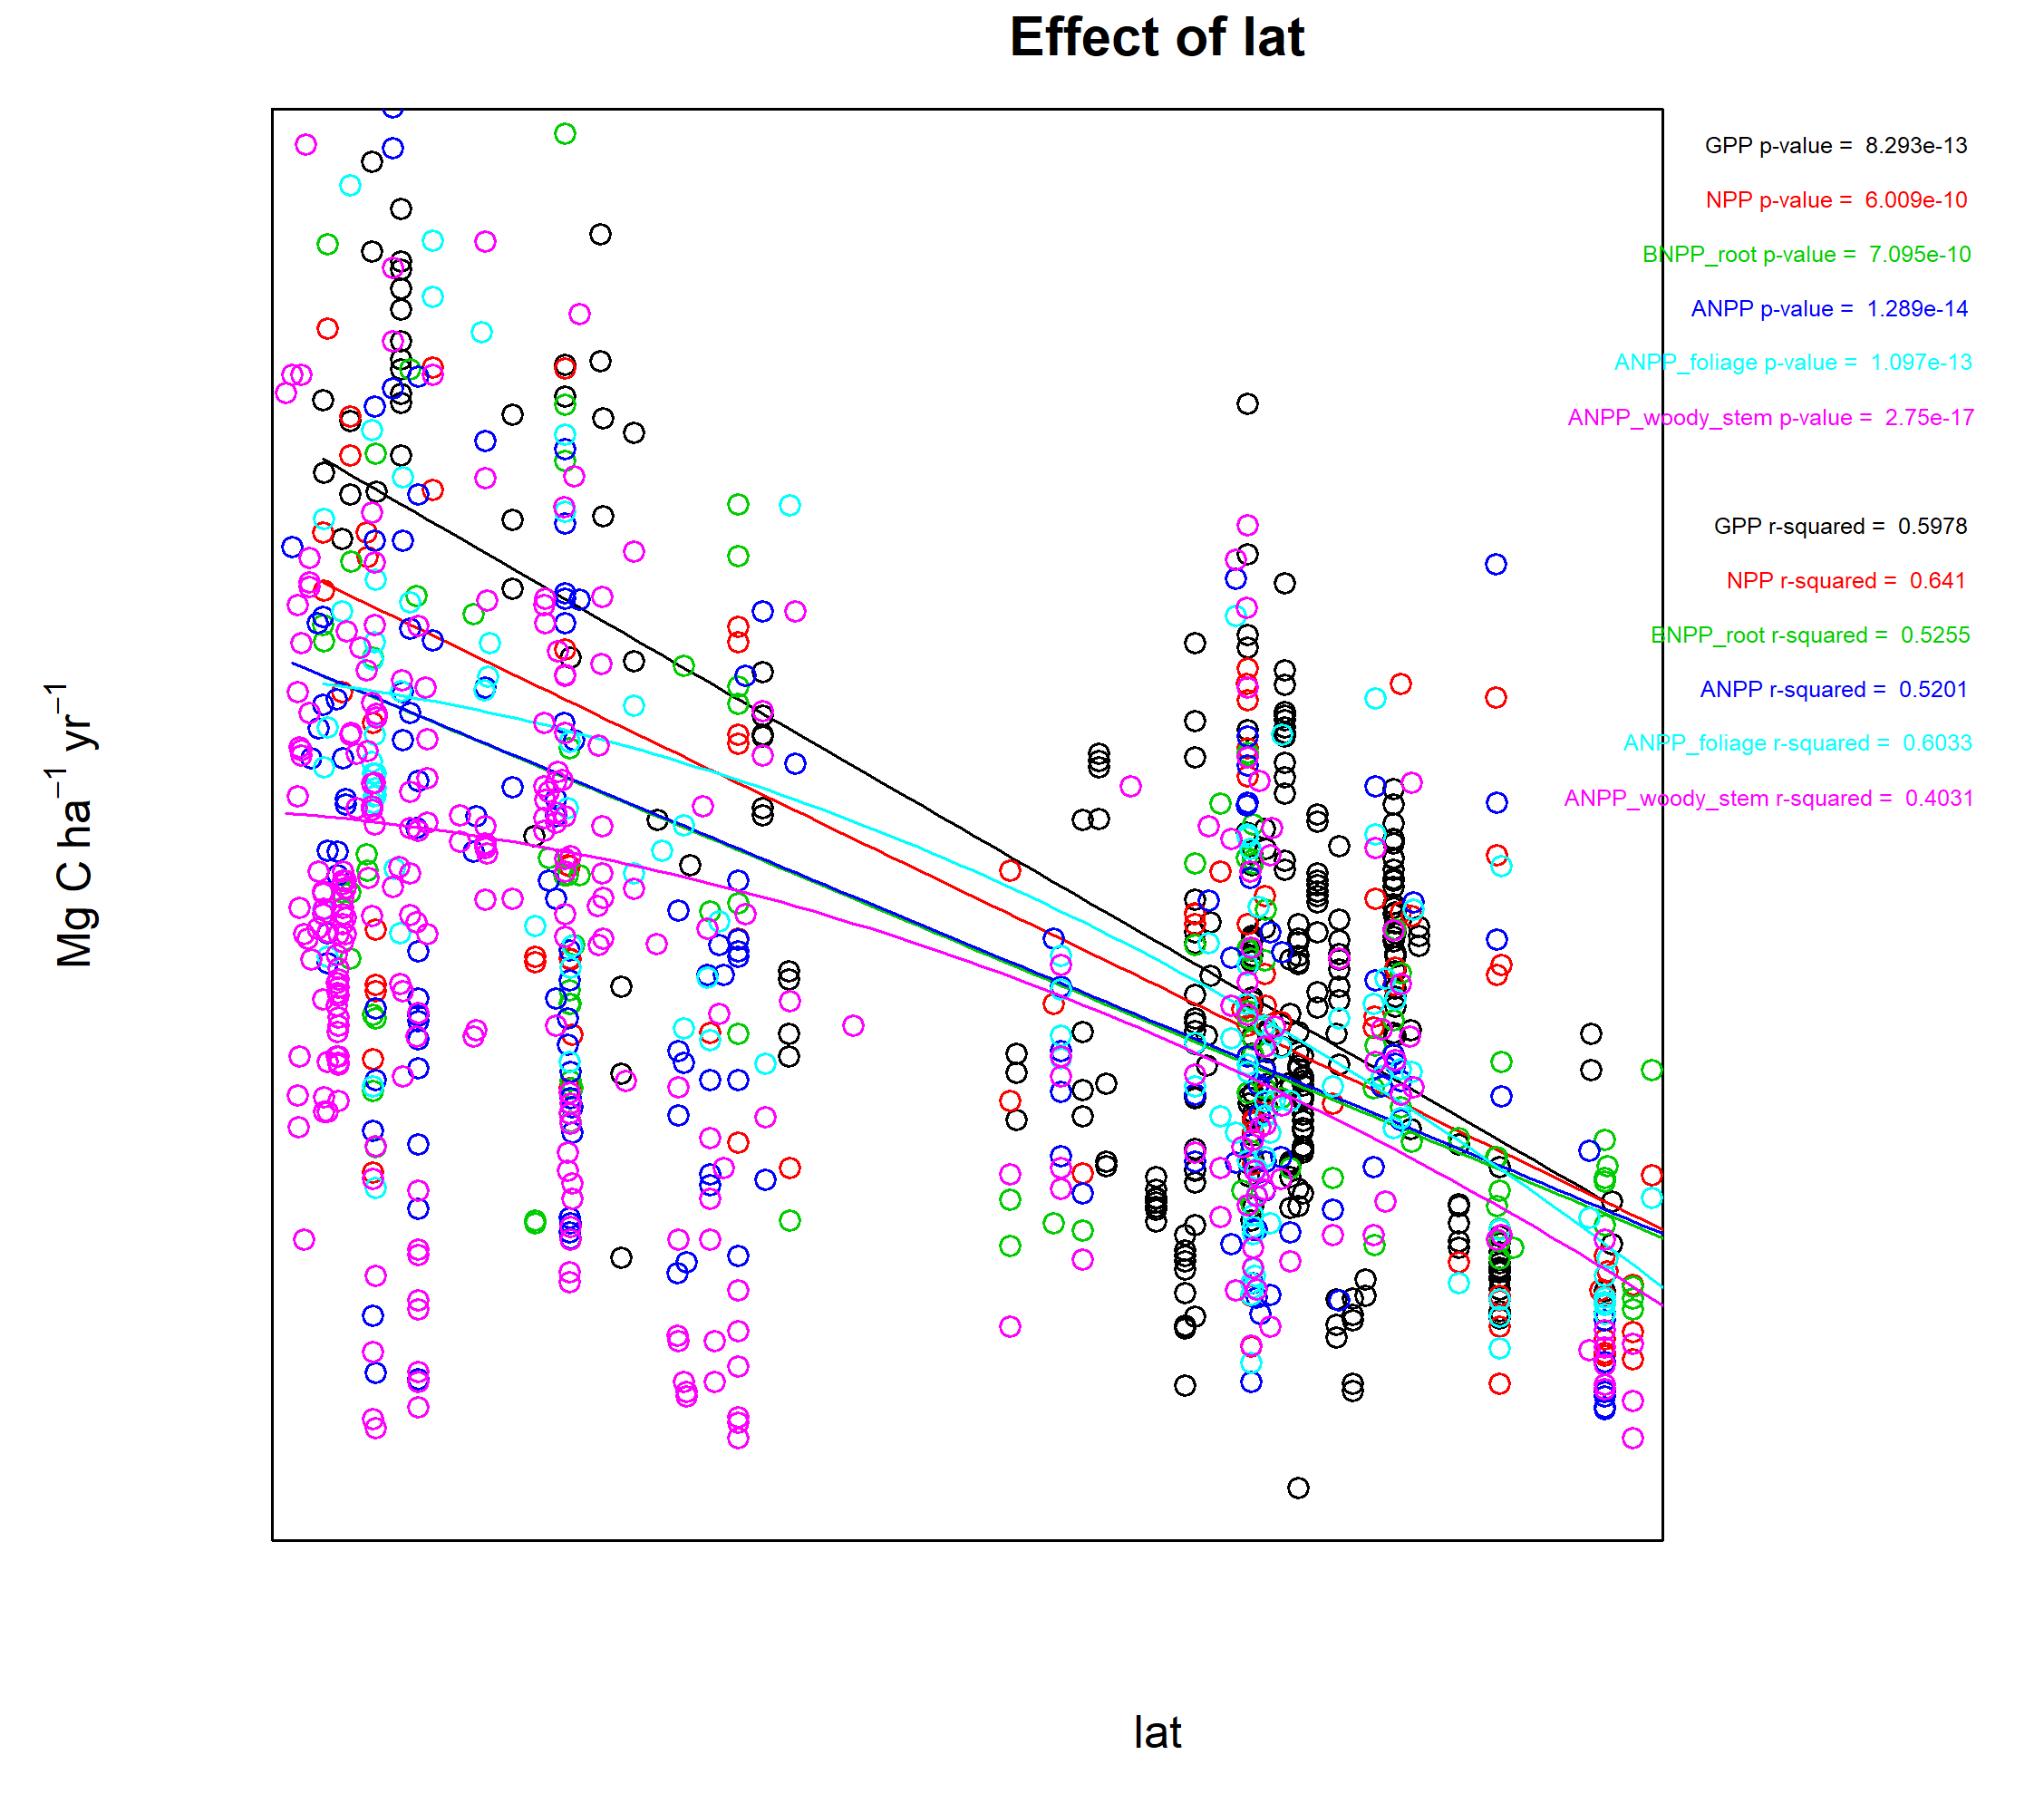 Effect of lat
GPP p-value = 8.293e-13
NPP p-value = 6.009e-10
BNPP_root p-value = 7.095e-10
ANPP p-value = 1.289e-14
ANPP_foliage p-value = 1.097e-13
ANPP_woody_stem p-value = 2.75e-17
GPP r-squared = 0.5978
NPP r-squared = 0.641
BNPP_root r-squared = 0.5255
ANPP r-squared = 0.5201
ANPP_foliage r-squared = 0.6033
ANPP_woody_stem r-squared = 0.4031
Mg C ha⁻¹ yr⁻¹
lat